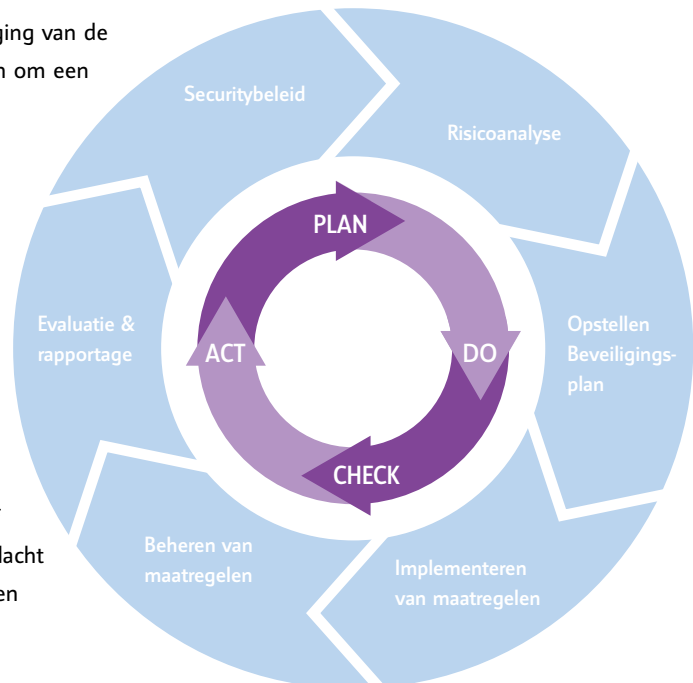 ging van de
om een
Securitybeleid
Risicoanalyse
PLAN
Evaluatie &
rapportage
ACT
DO
Opstellen
Beveiligings-
plan
CHECK
Beheren van
maatregelen
Implementeren
van maatregelen
lacht
en